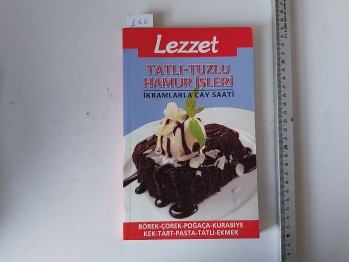 Lezzet
TATLI-TUZLU
HAMUR İŞLERİ
İKRAMLARLA ÇAY SAATİ
BÖREK-ÇÖREK-POĞAÇA-KURABİYE
KEK-TART-PASTA-TATLI-EKMEK